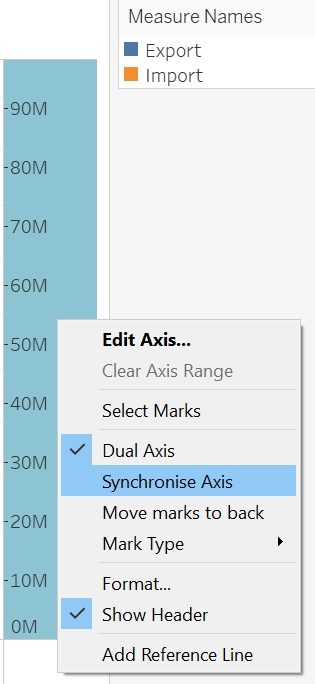 Measure Names
Export
Import
90M
80M
70M
60M
50M
40M
30M
20M
10M
0M
Edit Axis...
Clear Axis Range
Select Marks
Dual Axis
Synchronise Axis
Move marks to back
Mark Type
Format...
Show Header
Add Reference Line